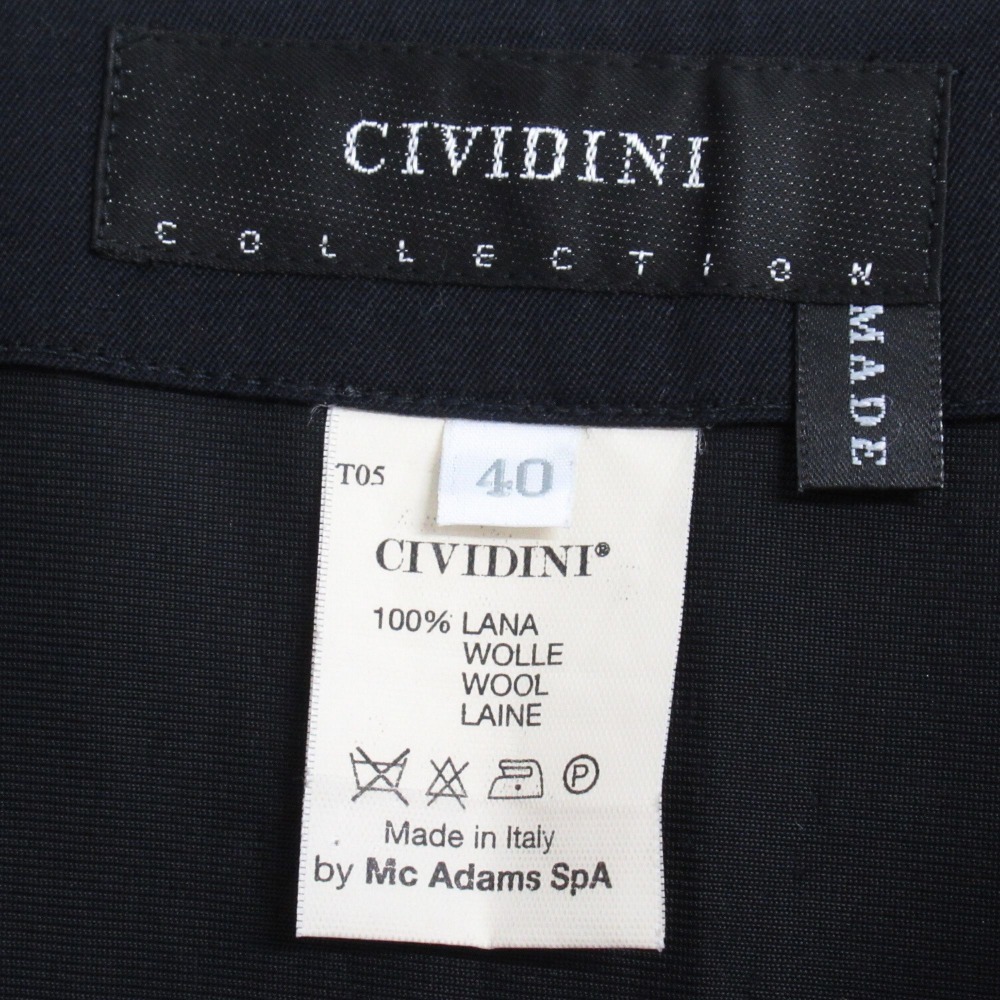 CIVIDINI
COLLECTION
MADE
40
T05
CIVIDINI®
100% LANA
WOLLE
WOOL
LAINE
P
Made in Italy
by Mc Adams SpA